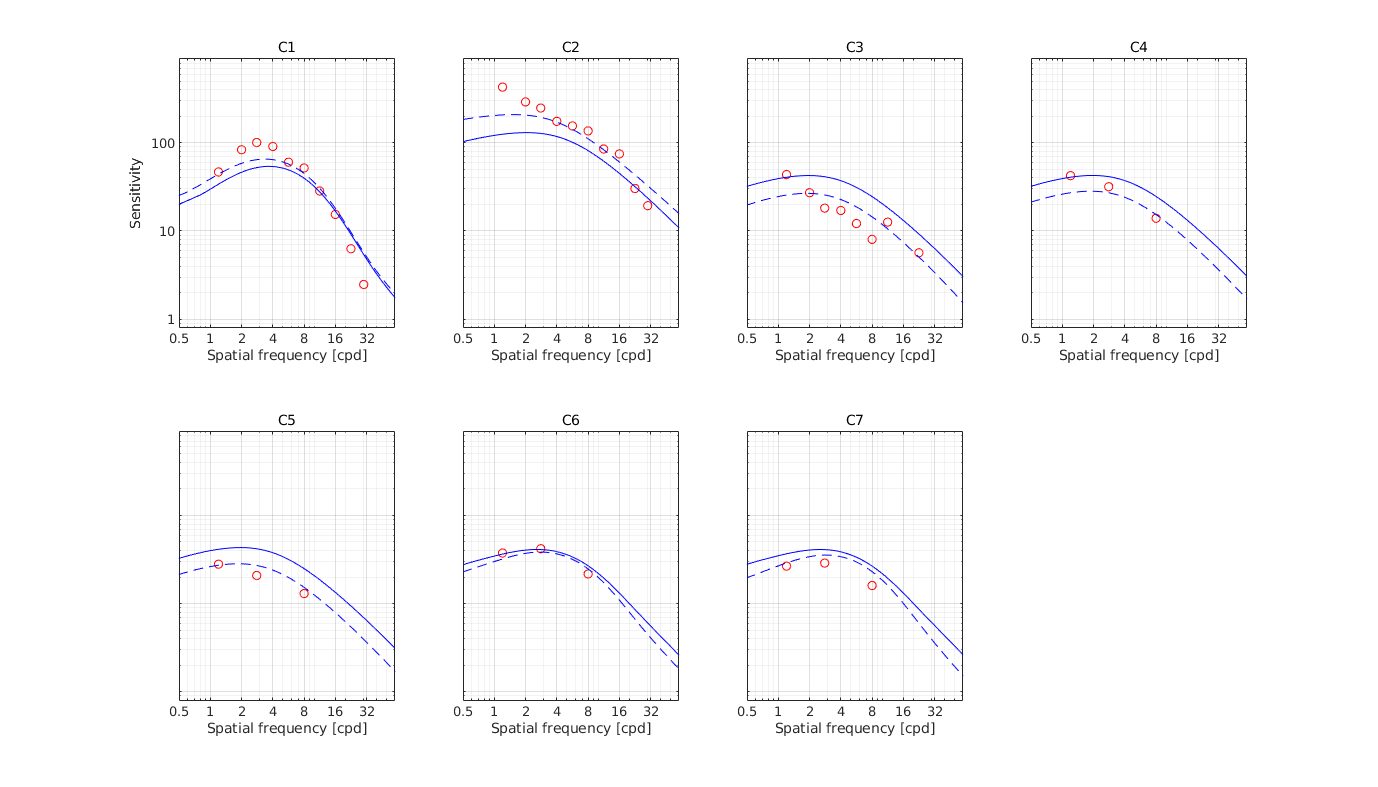 C1 C2 C3 C4
Sensitivity
100
10
1
0.5 1 2 4 8 16 32 0.5 1 2 4 8 16 32 0.5 1 2 4 8 16 32 0.5 1 2 4 8 16 32
Spatial frequency [cpd] Spatial frequency [cpd] Spatial frequency [cpd] Spatial frequency [cpd]
C5 C6 C7
0.5 1 2 4 8 16 32 0.5 1 2 4 8 16 32 0.5 1 2 4 8 16 32
Spatial frequency [cpd] Spatial frequency [cpd] Spatial frequency [cpd]